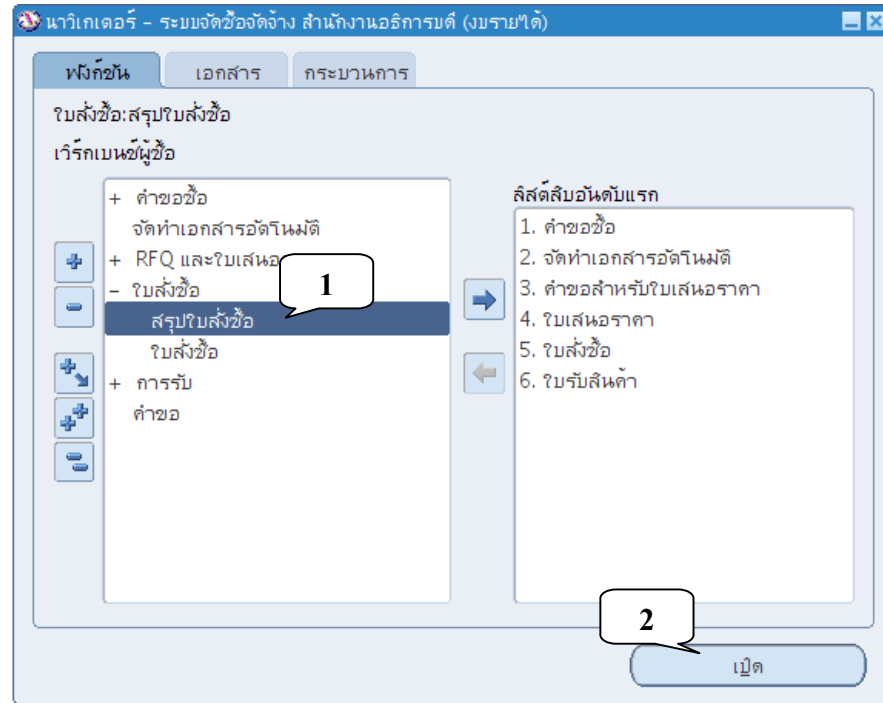 นาวิเกเตอร์ – ระบบจัดซื้อจัดจ้าง สำนักงานอธิการบดี (งบรายได้)
ฟังก์ชัน เอกสาร กระบวนการ
ใบสั่งซื้อ:สรุปใบสั่งซื้อ
เวิร์กเบนช์ผู้ซื้อ
+ คำขอซื้อ
จัดทำเอกสารอัตโนมัติ
+ RFQ และใบเสนอ
– ใบสั่งซื้อ
สรุปใบสั่งซื้อ
ใบสั่งซื้อ
+ การรับ
คำขอ
1
ลิสต์สิบอันดับแรก
1. คำขอซื้อ
2. จัดทำเอกสารอัตโนมัติ
3. คำขอสำหรับใบเสนอราคา
4. ใบเสนอราคา
5. ใบสั่งซื้อ
6. ใบรับสินค้า
2
เปิด